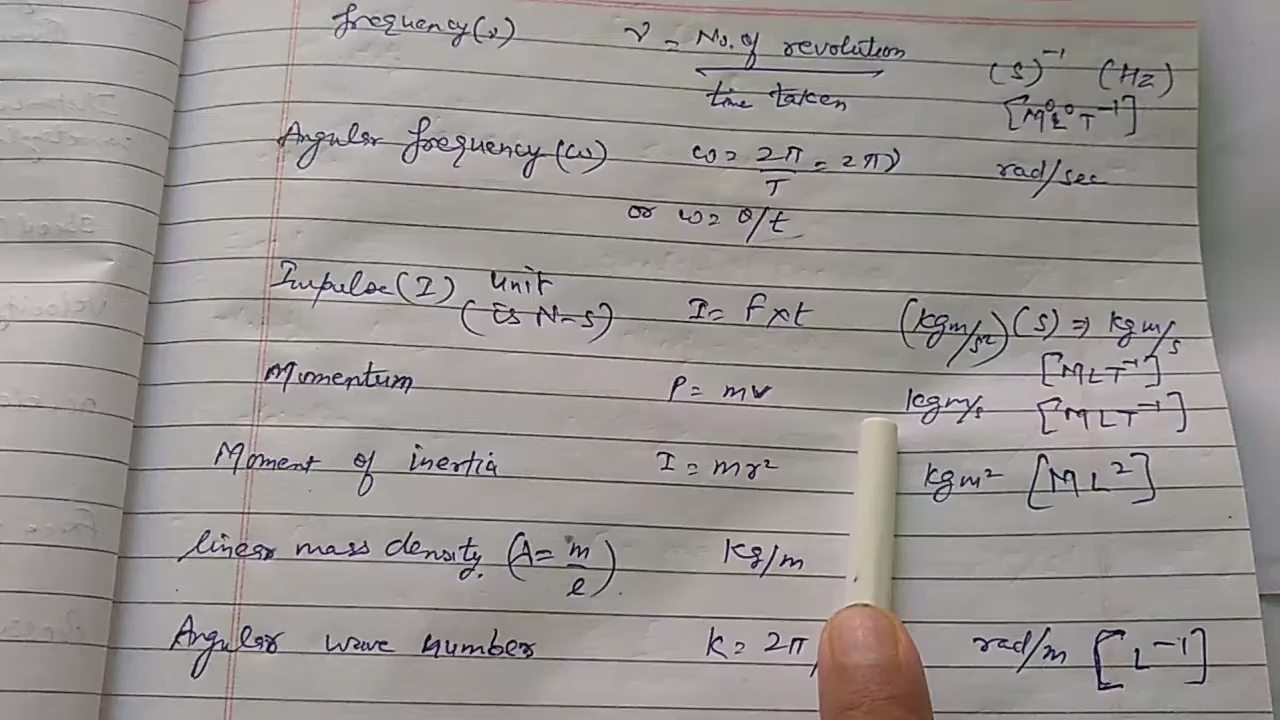 frequency(ν) ν = No. of revolution (S)⁻¹ (Hz)
time taken [M⁰L⁰T⁻¹]
Angular frequency(ω) ω = 2π/T = 2πν rad/sec
or ω = θ/t
Impulse(I) unit (is N-s) I = F×t (kgm/s²)(s) ⇒ kgm/s
[MLT⁻¹]
Momentum P = mv kgm/s [MLT⁻¹]
Moment of inertia I = mr² kgm² [ML²]
linear mass density. (A = m/l). kg/m
Angular wave number K = 2π rad/m [L⁻¹]